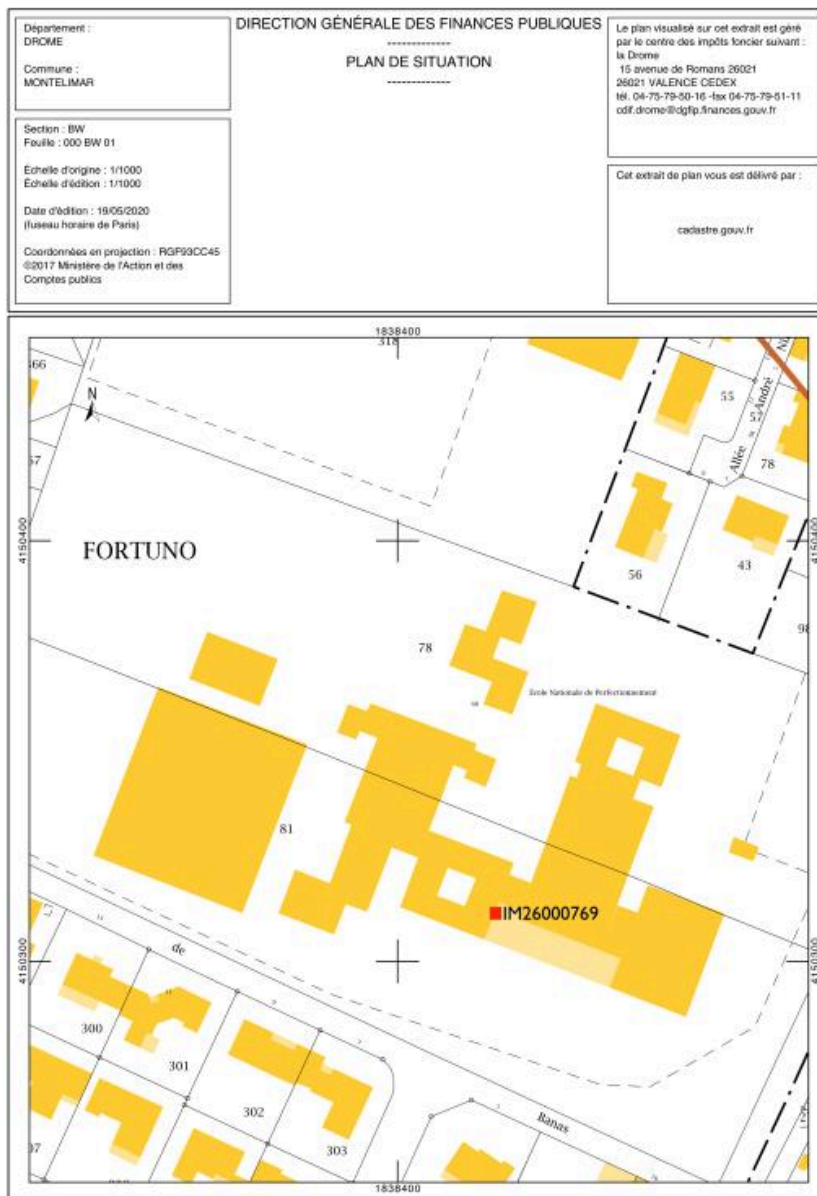 Département :
DROME
Commune :
MONTELIMAR
Section : BW
Feuille : 000 BW 01
Échelle d'origine : 1/1000
Échelle d'édition : 1/1000
Date d'édition : 19/05/2020
(fuseau horaire de Paris)
Coordonnées en projection : RGF93CC45
©2017 Ministère de l'Action et des
Comptes publics
DIRECTION GÉNÉRALE DES FINANCES PUBLIQUES
-------------
PLAN DE SITUATION
-------------
Le plan visualisé sur cet extrait est géré
par le centre des impôts foncier suivant :
la Drome
15 avenue de Romans 26021
26021 VALENCE CEDEX
tél. 04-75-79-50-16 -fax 04-75-79-51-11
cdif.drome@dgfip.finances.gouv.fr
Cet extrait de plan vous est délivré par :
cadastre.gouv.fr
1838400
318
N
55
Allée André
78
4150400
4150400
FORTUNO
56
43
98
78
Ecole Nationale de Perfectionnement
81
IM26000769
4150300
4150300
de
300
301
302
303
Banas
1838400